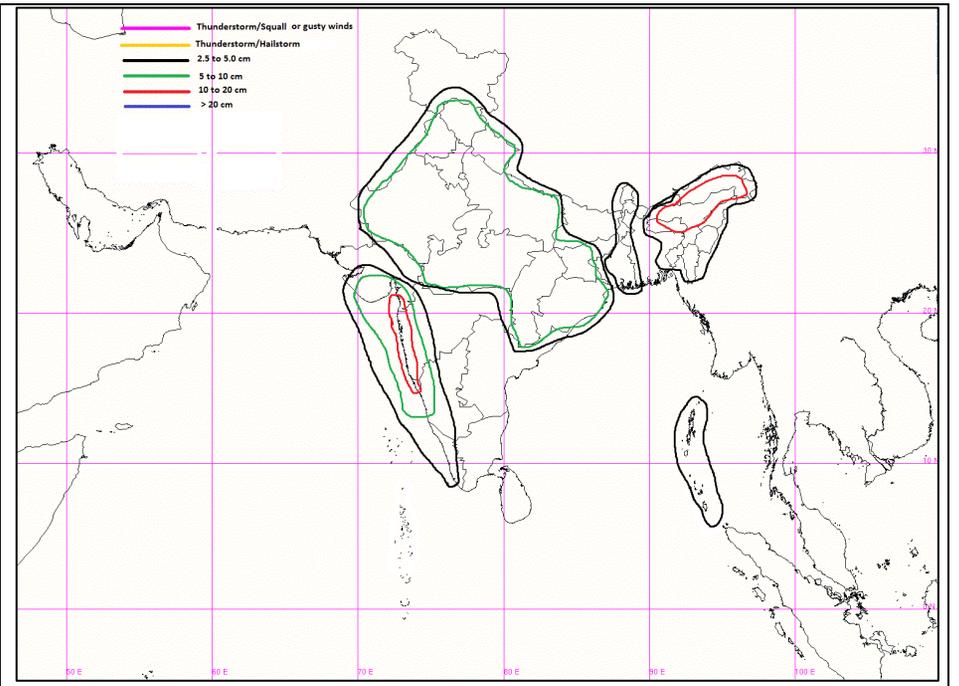 Thunderstorm/Squall or gusty winds
Thunderstorm/Hailstorm
2.5 to 5.0 cm
5 to 10 cm
10 to 20 cm
> 20 cm
30 N
20 N
10 N
50 E
60 E
70 E
80 E
90 E
100 E